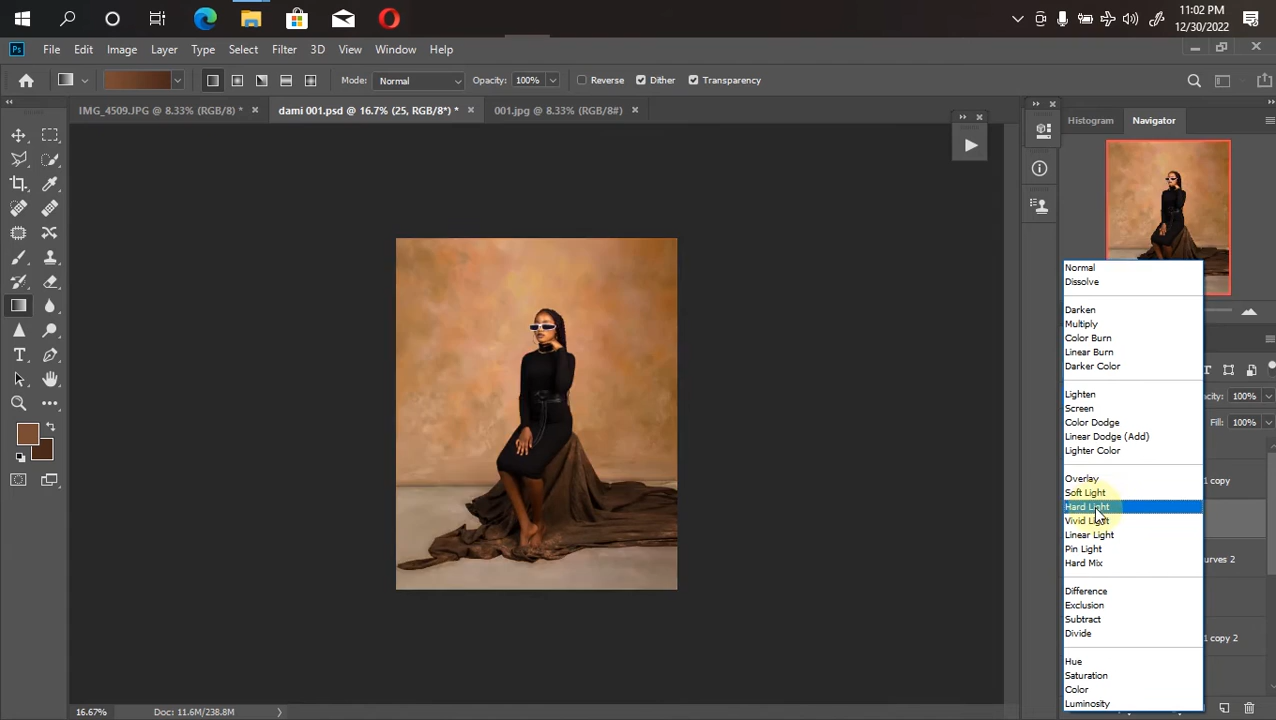 11:02 PM
12/30/2022
Ps File Edit Image Layer Type Select Filter 3D View Window Help
Mode: Normal Opacity: 100% Reverse Dither Transparency
IMG_4509.JPG @ 8.33% (RGB/8) * × dami 001.psd @ 16.7% (25, RGB/8*) * × 001.jpg @ 8.33% (RGB/8#) ×
Histogram Navigator
Normal
Dissolve
Darken
Multiply
Color Burn
Linear Burn
Darker Color
Lighten
acity: 100%
Screen
Color Dodge
Fill: 100%
Linear Dodge (Add)
Lighter Color
Overlay
1 copy
Soft Light
Hard Light
Vivid Light
Linear Light
Pin Light
urves 2
Hard Mix
Difference
Exclusion
Subtract
Divide
1 copy 2
Hue
Saturation
Color
Luminosity
16.67% Doc: 11.6M/238.8M